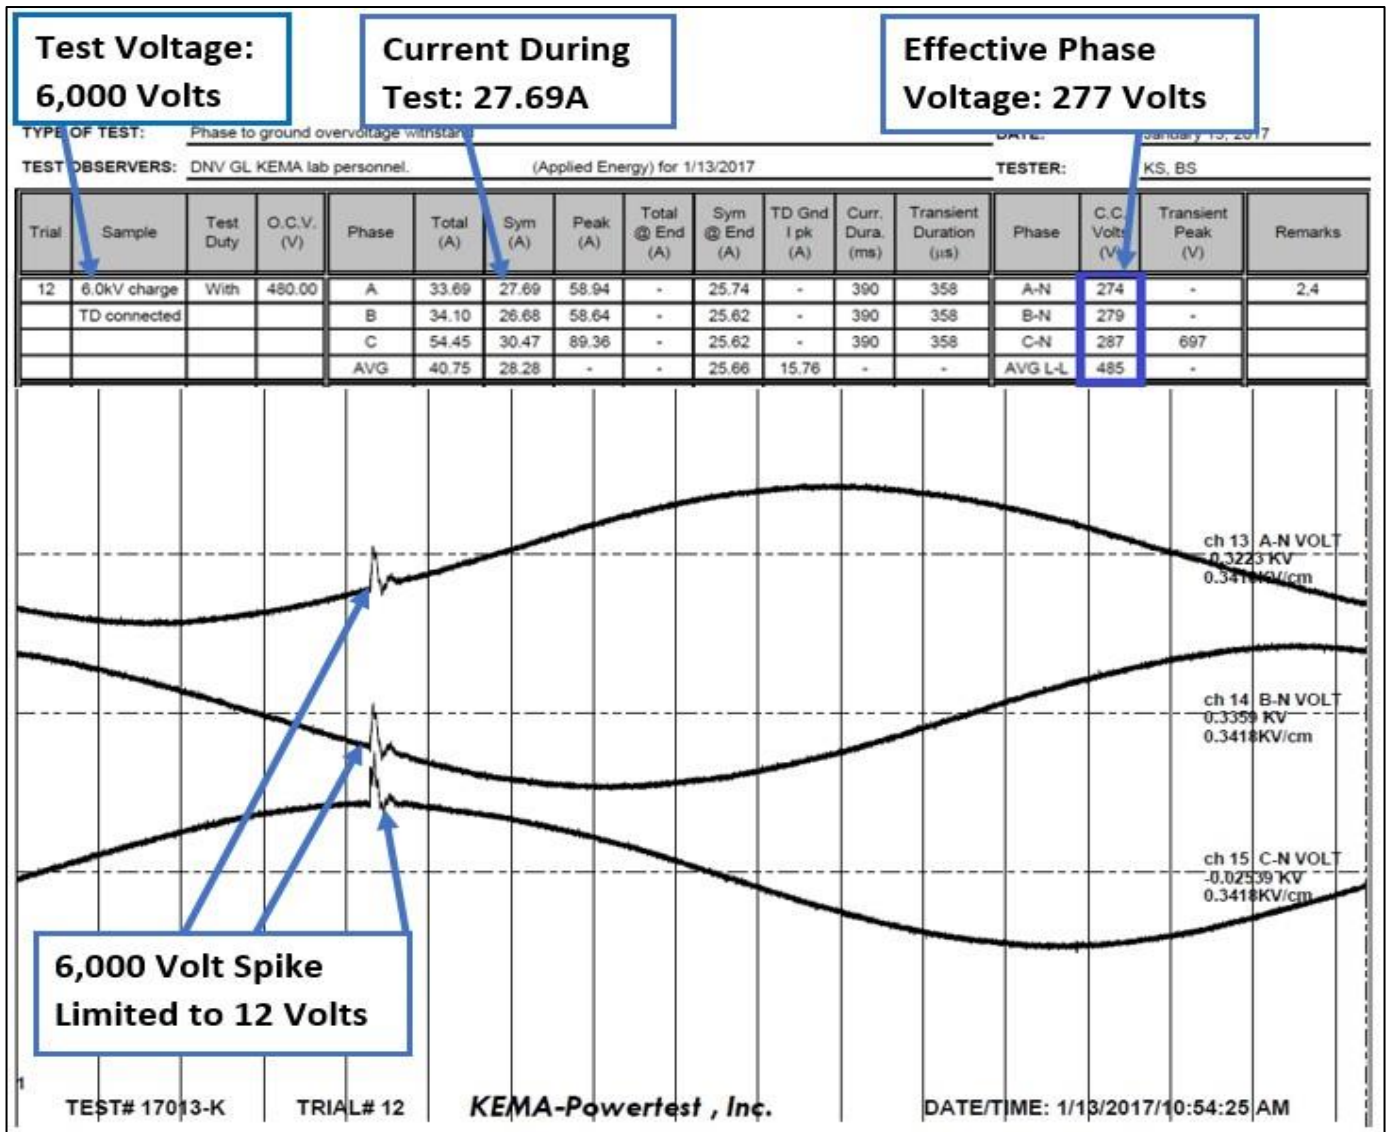 Test Voltage:
6,000 Volts
Current During
Test: 27.69A
Effective Phase
Voltage: 277 Volts
TYPE OF TEST: Phase to ground overvoltage withstand DATE: January 13, 2017
TEST OBSERVERS: DNV GL KEMA lab personnel. (Applied Energy) for 1/13/2017 TESTER: KS, BS
Trial Sample Test Duty O.C.V. (V) Phase Total (A) Sym (A) Peak (A) Total @ End (A) Sym @ End (A) TD Gnd I pk (A) Curr. Dura. (ms) Transient Duration (μs) Phase C.C. Volts (V) Transient Peak (V) Remarks
12 6.0kV charge With 480.00 A 33.69 27.69 58.94 - 25.74 - 390 358 A-N 274 - 2,4
TD connected B 34.10 26.68 58.64 - 25.62 - 390 358 B-N 279 -
C 54.45 30.47 89.36 - 25.62 - 390 358 C-N 287 697
AVG 40.75 28.28 - - - 25.66 15.76 - - AVG L-L 485 -
ch 13 A-N VOLT
-0.3223 KV
0.3418KV/cm
ch 14 B-N VOLT
0.3359 KV
0.3418KV/cm
ch 15 C-N VOLT
-0.02539 KV
0.3418KV/cm
6,000 Volt Spike
Limited to 12 Volts
1
TEST# 17013-K TRIAL# 12 KEMA-Powertest , Inc. DATE/TIME: 1/13/2017/10:54:25 AM